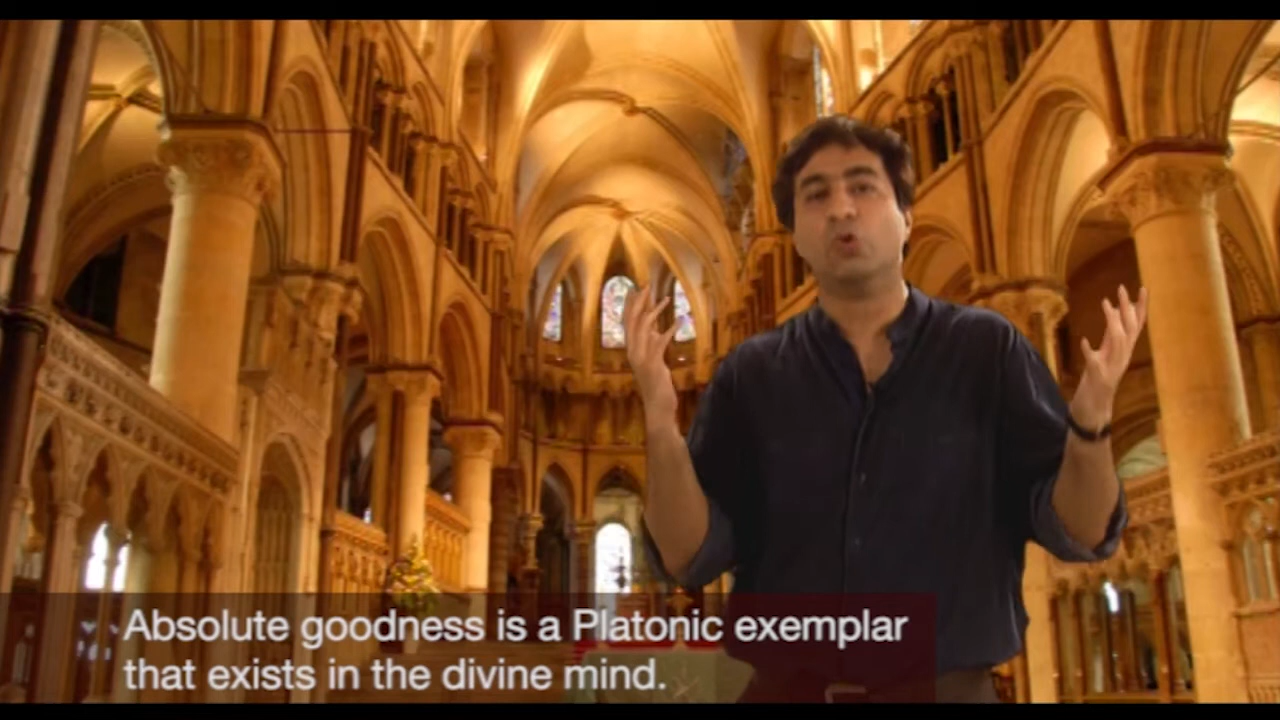 Absolute goodness is a Platonic exemplar
that exists in the divine mind.